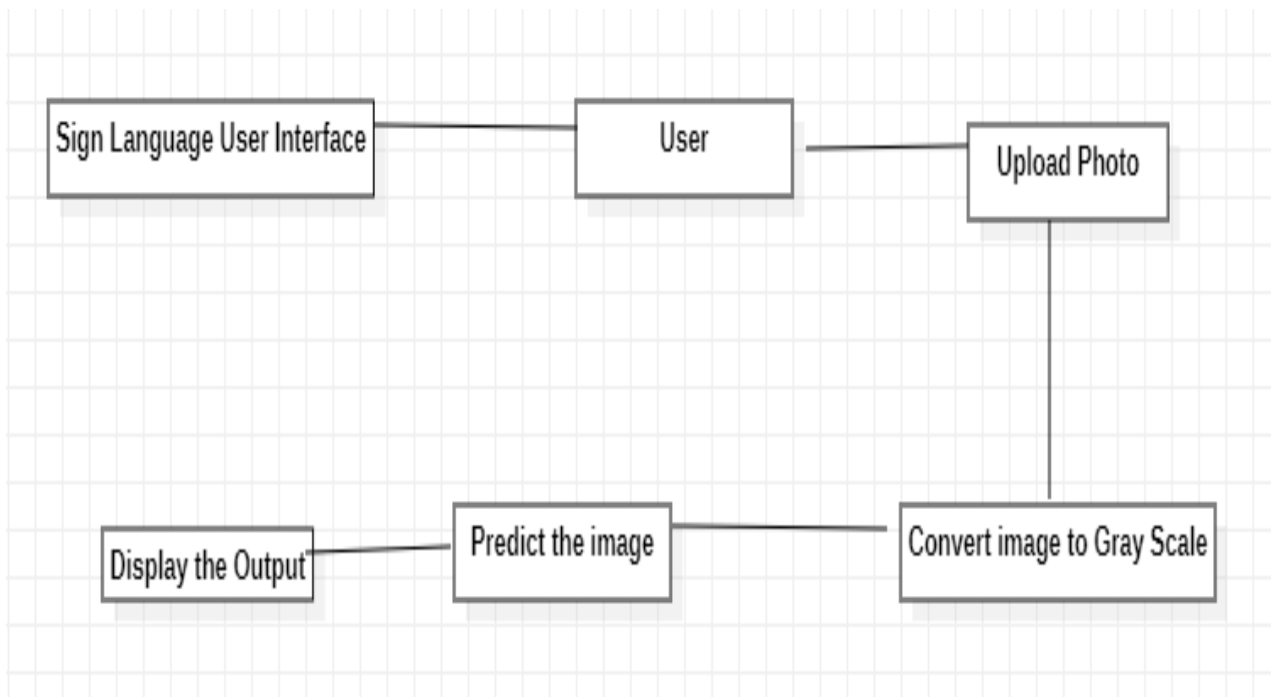 Sign Language User Interface
User
Upload Photo
Convert image to Gray Scale
Predict the image
Display the Output